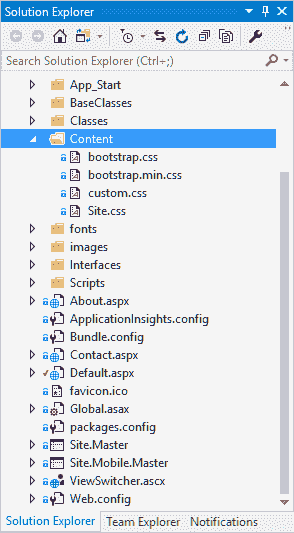 Solution Explorer
Search Solution Explorer (Ctrl+;)
App_Start
BaseClasses
Classes
Content
bootstrap.css
bootstrap.min.css
custom.css
Site.css
fonts
images
Interfaces
Scripts
About.aspx
ApplicationInsights.config
Bundle.config
Contact.aspx
Default.aspx
favicon.ico
Global.asax
packages.config
Site.Master
Site.Mobile.Master
ViewSwitcher.ascx
Web.config
Solution Explorer Team Explorer Notifications